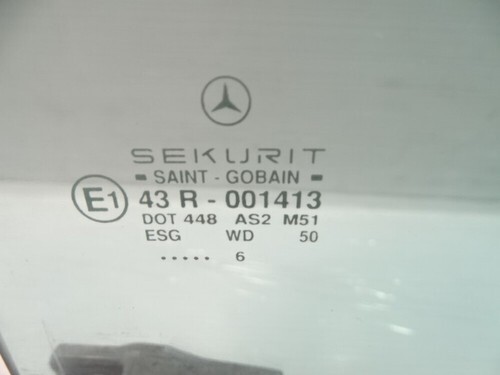 SEKURIT
SAINT - GOBAIN
E1 43 R - 001413
DOT 448 AS2 M51
ESG WD 50
..... 6